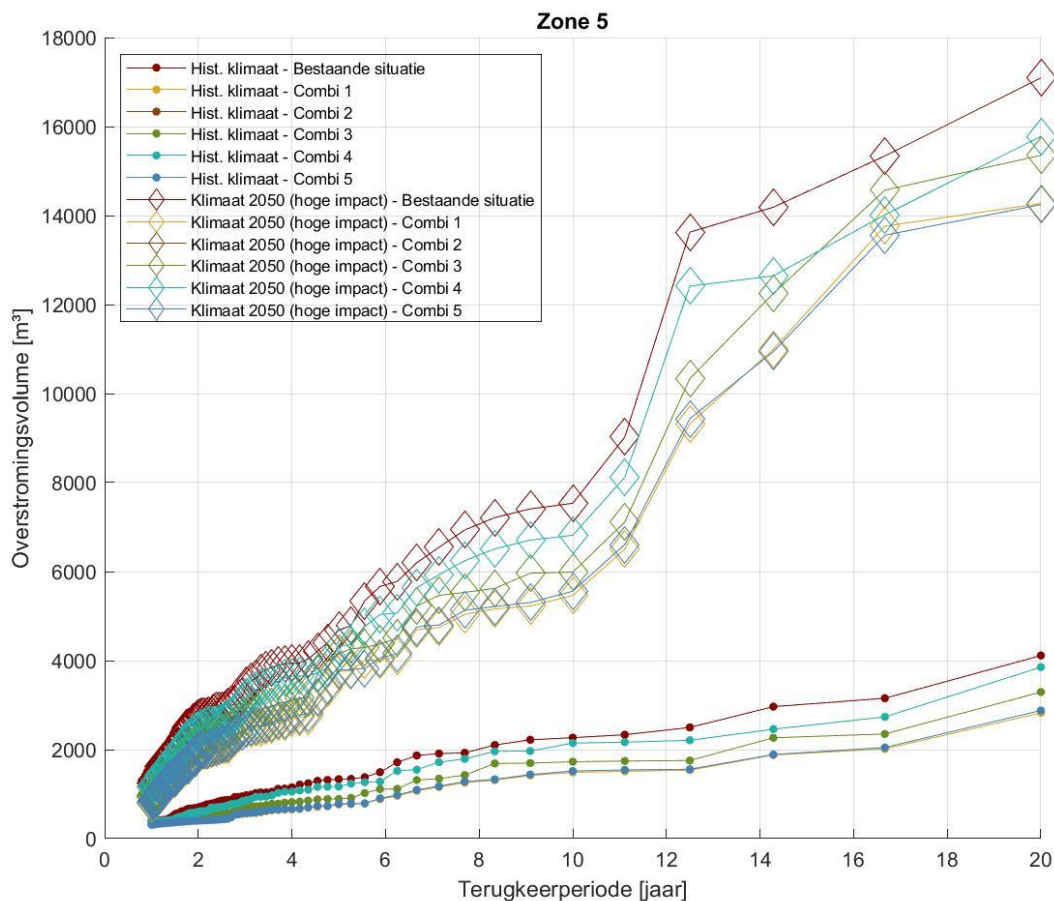 Zone 5
18000
16000
14000
12000
10000
8000
6000
4000
2000
0
Overstromingsvolume [m³]
Hist. klimaat - Bestaande situatie
Hist. klimaat - Combi 1
Hist. klimaat - Combi 2
Hist. klimaat - Combi 3
Hist. klimaat - Combi 4
Hist. klimaat - Combi 5
Klimaat 2050 (hoge impact) - Bestaande situatie
Klimaat 2050 (hoge impact) - Combi 1
Klimaat 2050 (hoge impact) - Combi 2
Klimaat 2050 (hoge impact) - Combi 3
Klimaat 2050 (hoge impact) - Combi 4
Klimaat 2050 (hoge impact) - Combi 5
0 2 4 6 8 10 12 14 16 18 20
Terugkeerperiode [jaar]